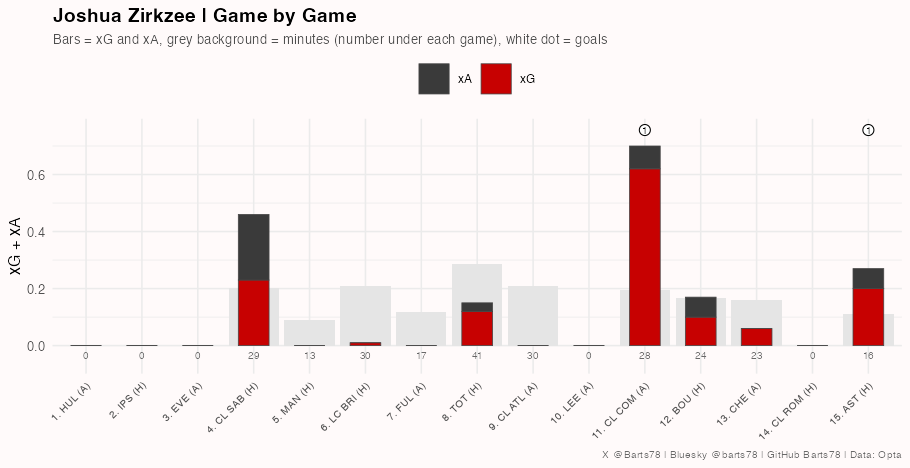 Joshua Zirkzee | Game by Game
Bars = xG and xA, grey background = minutes (number under each game), white dot = goals
xA xG
1 1
xG + xA
0.6
0.4
0.2
0.0
0 0 0 29 13 30 17 41 30 0 28 24 23 0 16
1. HUL (A)
2. IPS (H)
3. EVE (A)
4. CL SAB (H)
5. MAN (H)
6. LC BRI (H)
7. FUL (A)
8. TOT (H)
9. CL ATL (A)
10. LEE (A)
11. CL COM (A)
12. BOU (H)
13. CHE (A)
14. CL ROM (H)
15. AST (H)
X @Barts78 | Bluesky @barts78 | GitHub Barts78 | Data: Opta